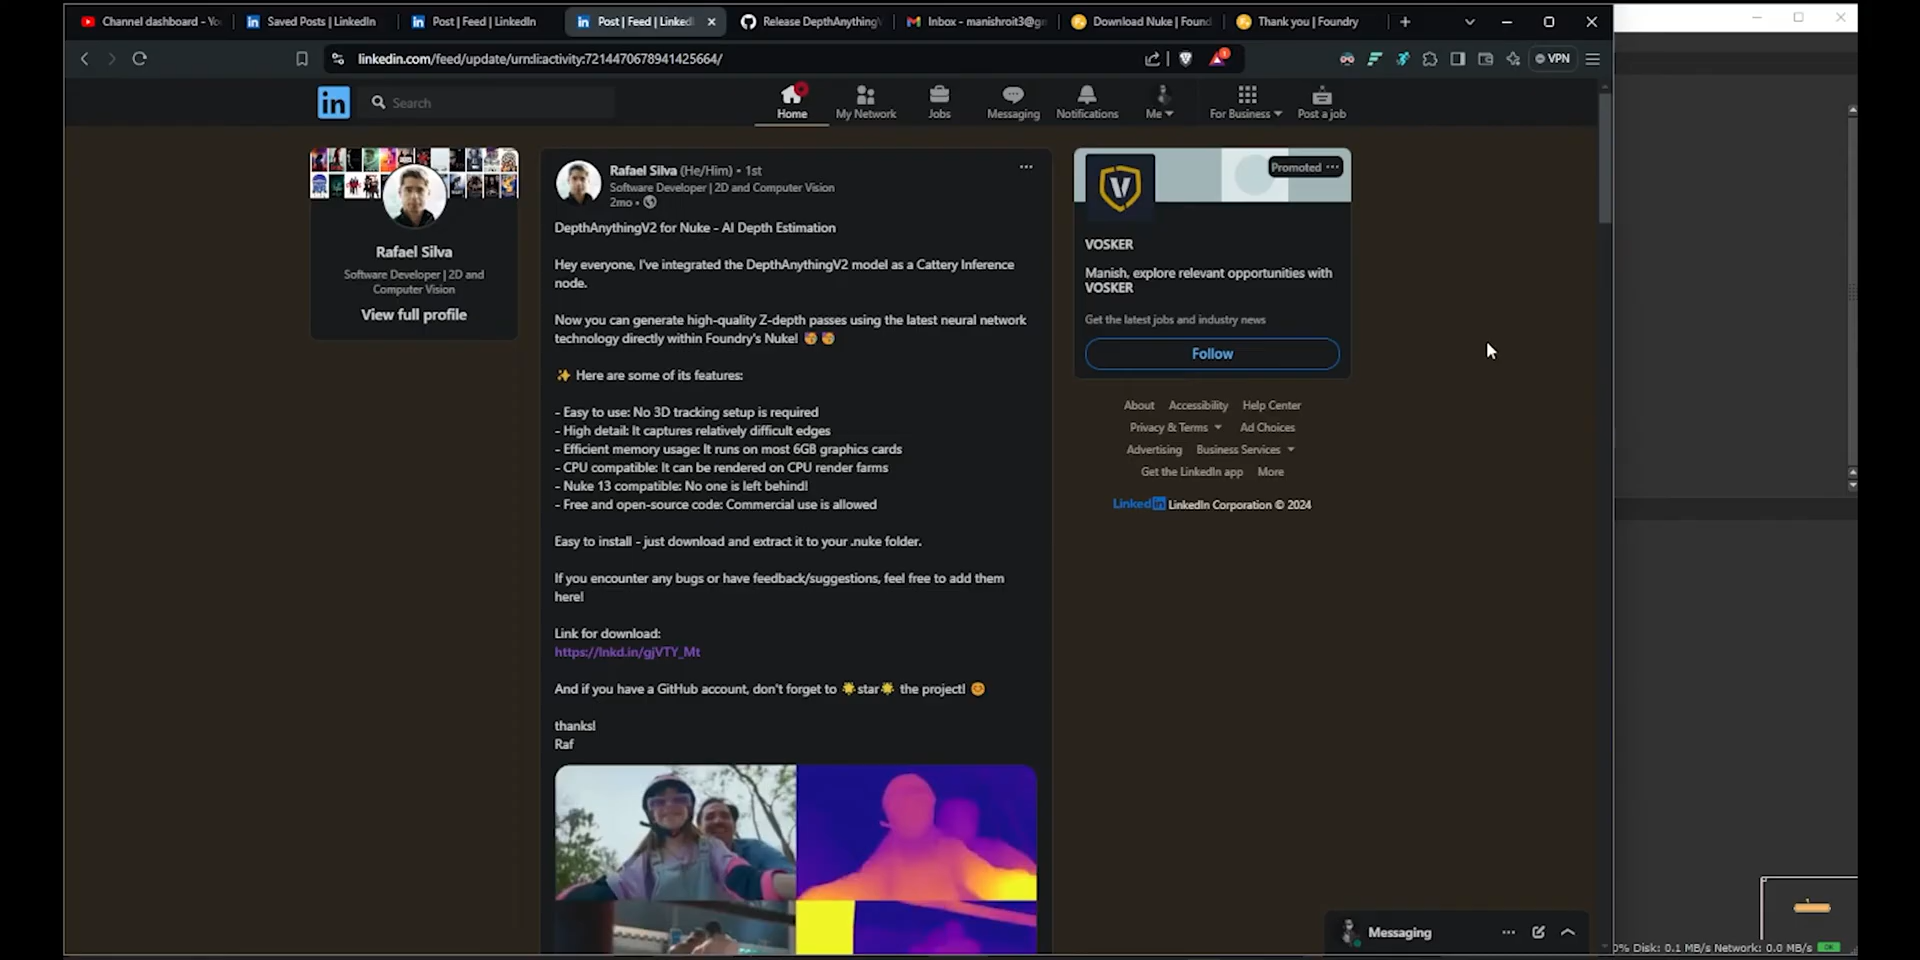 Channel dashboard - Yo
Saved Posts | LinkedIn
Post | Feed | LinkedIn
Post | Feed | Linked
Release DepthAnythingV
Inbox - manishroit3@gm
Download Nuke | Found
Thank you | Foundry
linkedin.com/feed/update/urn:li:activity:7214470678941425664/
1
VPN
in
Search
Home
My Network
Jobs
Messaging
Notifications
Me
For Business
Post a job
Rafael Silva
Software Developer | 2D and
Computer Vision
View full profile
Rafael Silva (He/Him) • 1st
Software Developer | 2D and Computer Vision
2mo •
DepthAnythingV2 for Nuke - AI Depth Estimation
Hey everyone, I've integrated the DepthAnythingV2 model as a Cattery Inference
node.
Now you can generate high-quality Z-depth passes using the latest neural network
technology directly within Foundry's Nuke!
Here are some of its features:
- Easy to use: No 3D tracking setup is required
- High detail: It captures relatively difficult edges
- Efficient memory usage: It runs on most 6GB graphics cards
- CPU compatible: It can be rendered on CPU render farms
- Nuke 13 compatible: No one is left behind!
- Free and open-source code: Commercial use is allowed
Easy to install - just download and extract it to your .nuke folder.
If you encounter any bugs or have feedback/suggestions, feel free to add them
here!
Link for download:
https://lnkd.in/gjVTY_Mt
And if you have a GitHub account, don't forget to 🌟star🌟 the project!
thanks!
Raf
Promoted
VOSKER
Manish, explore relevant opportunities with
VOSKER
Get the latest jobs and industry news
Follow
About Accessibility Help Center
Privacy & Terms Ad Choices
Advertising Business Services
Get the LinkedIn app More
LinkedIn LinkedIn Corporation © 2024
Messaging
0% Disk: 0.1 MB/s Network: 0.0 MB/s